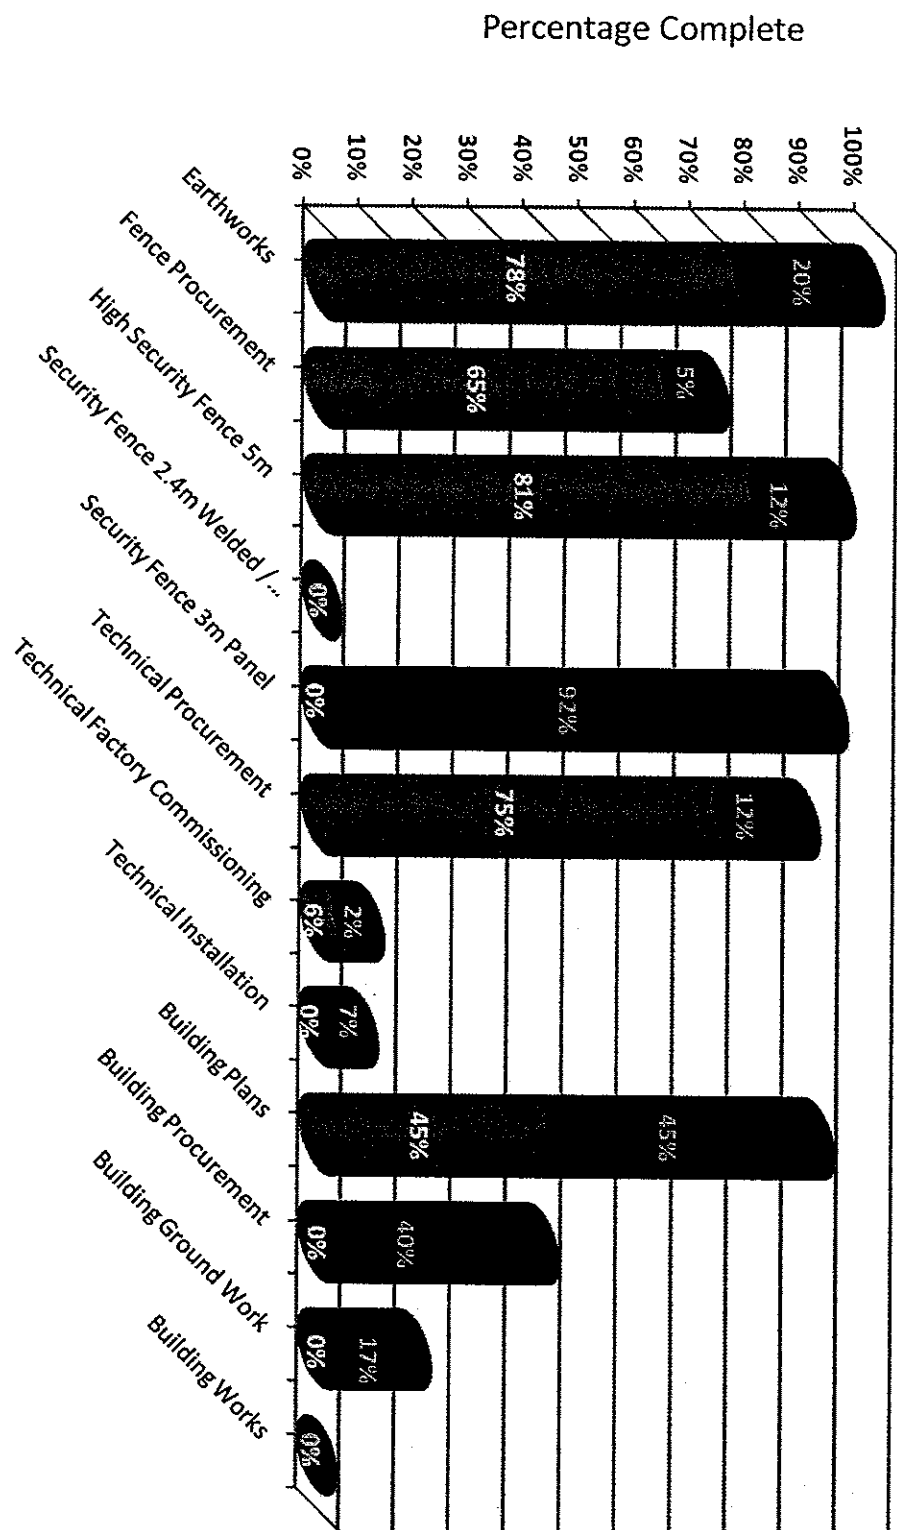 Percentage Complete
100%
90%
80%
70%
60%
50%
40%
30%
20%
10%
0%
20%
78%
5%
65%
12%
81%
0%
92%
0%
12%
75%
2%
6%
7%
0%
45%
45%
40%
0%
17%
0%
0%
Earthworks
Fence Procurement
High Security Fence 5m
Security Fence 2.4m Welded /...
Security Fence 3m Panel
Technical Procurement
Technical Factory Commissioning
Technical Installation
Building Plans
Building Procurement
Building Ground Work
Building Works